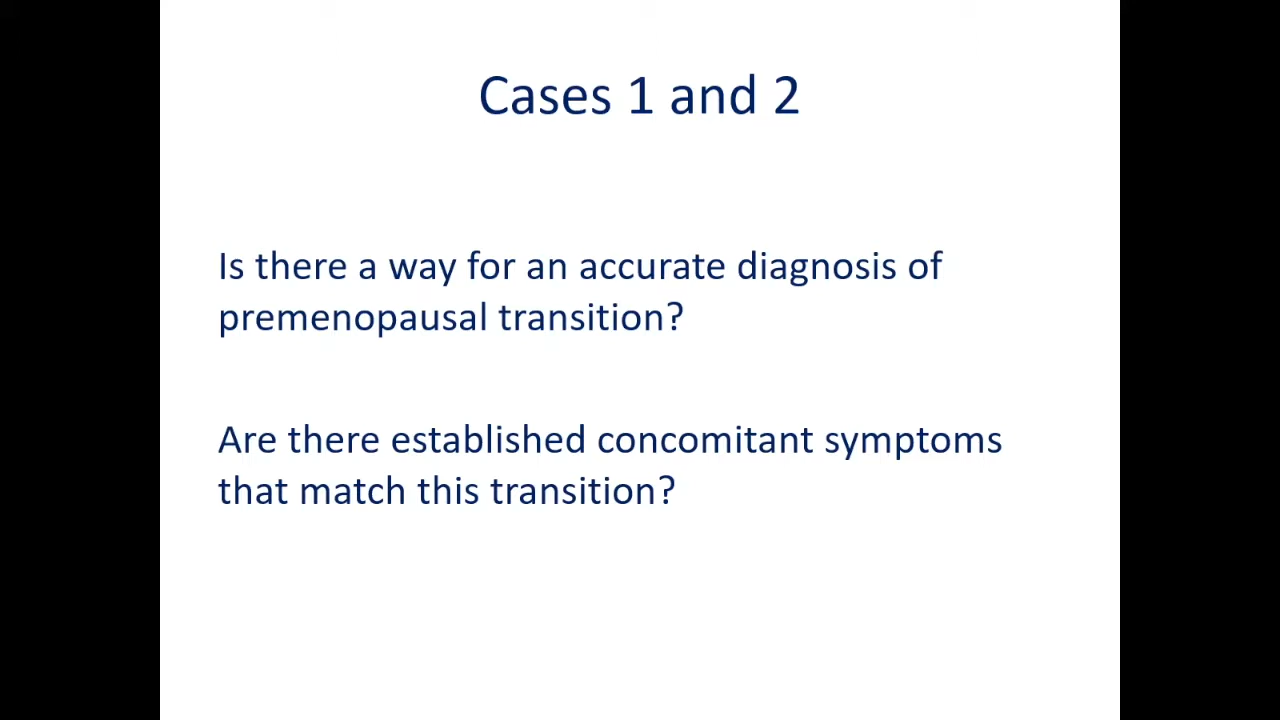 Cases 1 and 2
Is there a way for an accurate diagnosis of
premenopausal transition?
Are there established concomitant symptoms
that match this transition?